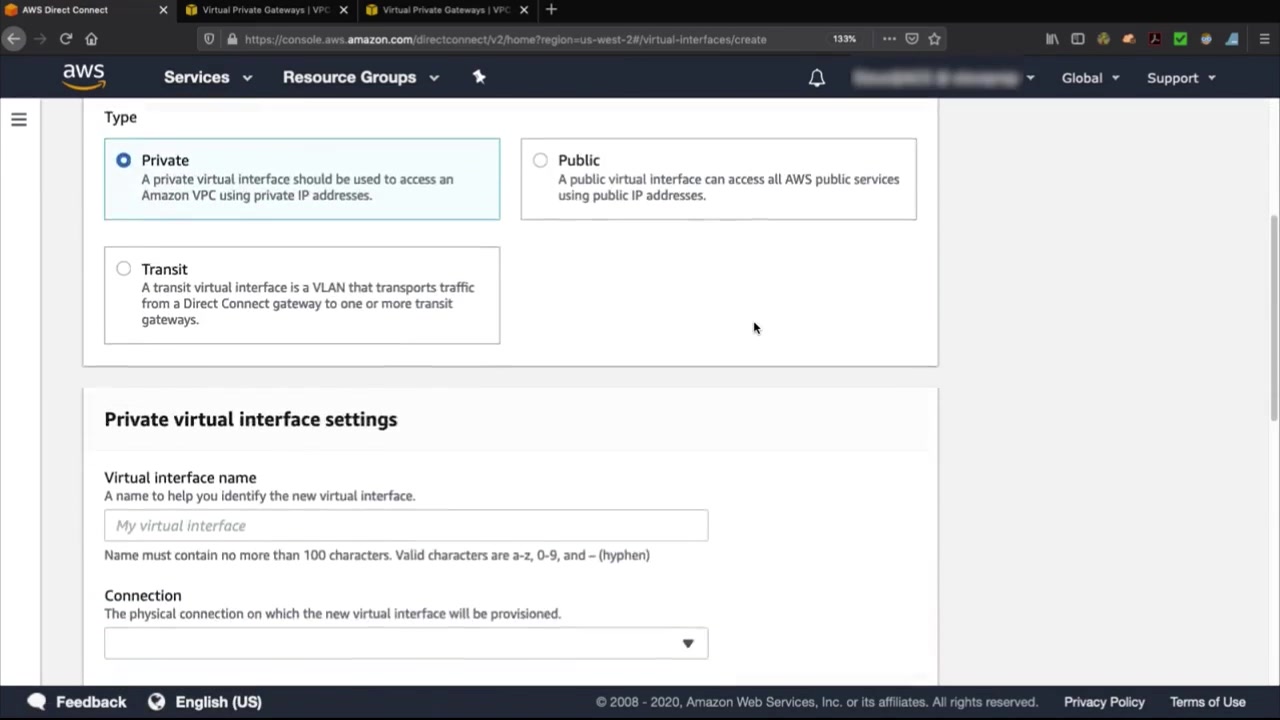 AWS Direct Connect
Virtual Private Gateways | VPC
Virtual Private Gateways | VPC
https://console.aws.amazon.com/directconnect/v2/home?region=us-west-2#/virtual-interfaces/create
133%
aws
Services
Resource Groups
Global
Support
Type
Private
A private virtual interface should be used to access an
Amazon VPC using private IP addresses.
Public
A public virtual interface can access all AWS public services
using public IP addresses.
Transit
A transit virtual interface is a VLAN that transports traffic
from a Direct Connect gateway to one or more transit
gateways.
Private virtual interface settings
Virtual interface name
A name to help you identify the new virtual interface.
My virtual interface
Name must contain no more than 100 characters. Valid characters are a-z, 0-9, and – (hyphen)
Connection
The physical connection on which the new virtual interface will be provisioned.
Feedback
English (US)
© 2008 - 2020, Amazon Web Services, Inc. or its affiliates. All rights reserved.
Privacy Policy
Terms of Use